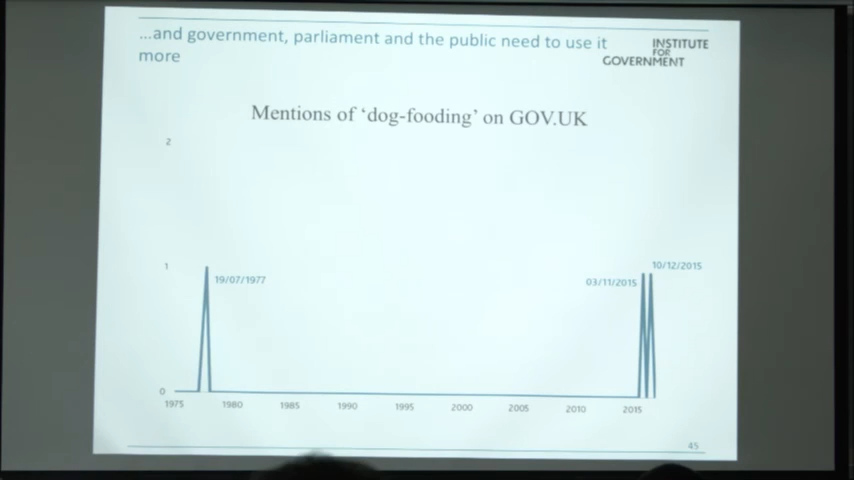 ...and government, parliament and the public need to use it
more
INSTITUTE
FOR
GOVERNMENT
Mentions of ‘dog-fooding’ on GOV.UK
2
1
0
19/07/1977
03/11/2015
10/12/2015
1975 1980 1985 1990 1995 2000 2005 2010 2015
45